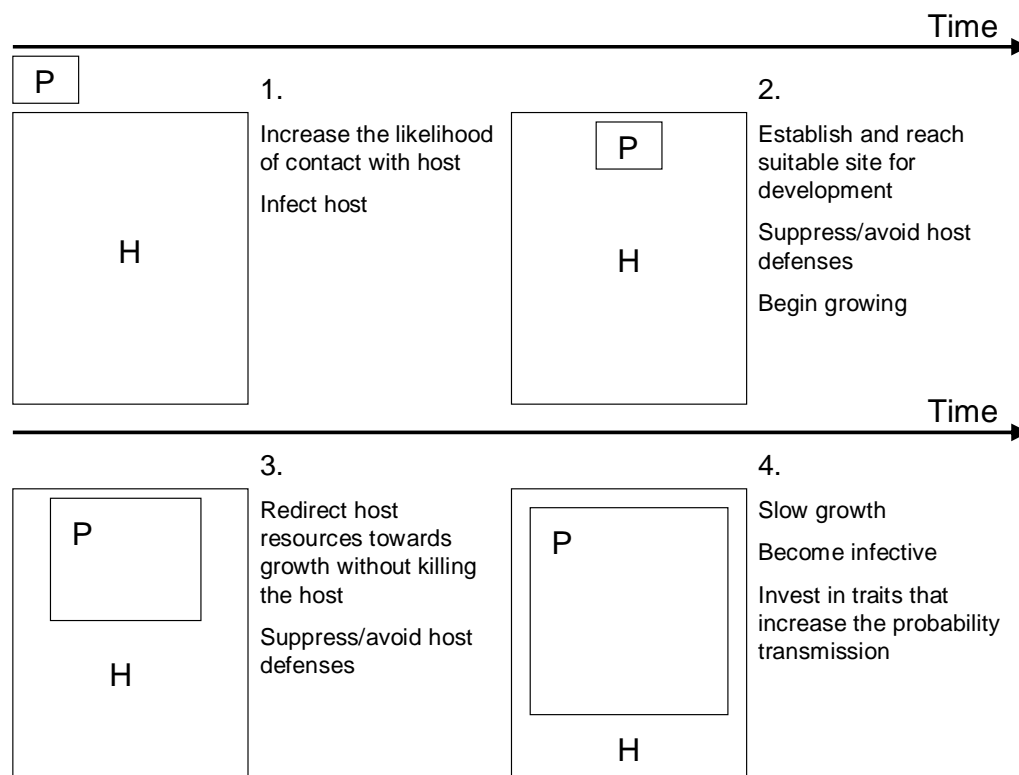 Time
P
1.
Increase the likelihood
of contact with host
Infect host
H
2.
P
Establish and reach
suitable site for
development
Suppress/avoid host
defenses
Begin growing
H
Time
3.
P
Redirect host
resources towards
growth without killing
the host
Suppress/avoid host
defenses
H
4.
P
Slow growth
Become infective
Invest in traits that
increase the probability
transmission
H